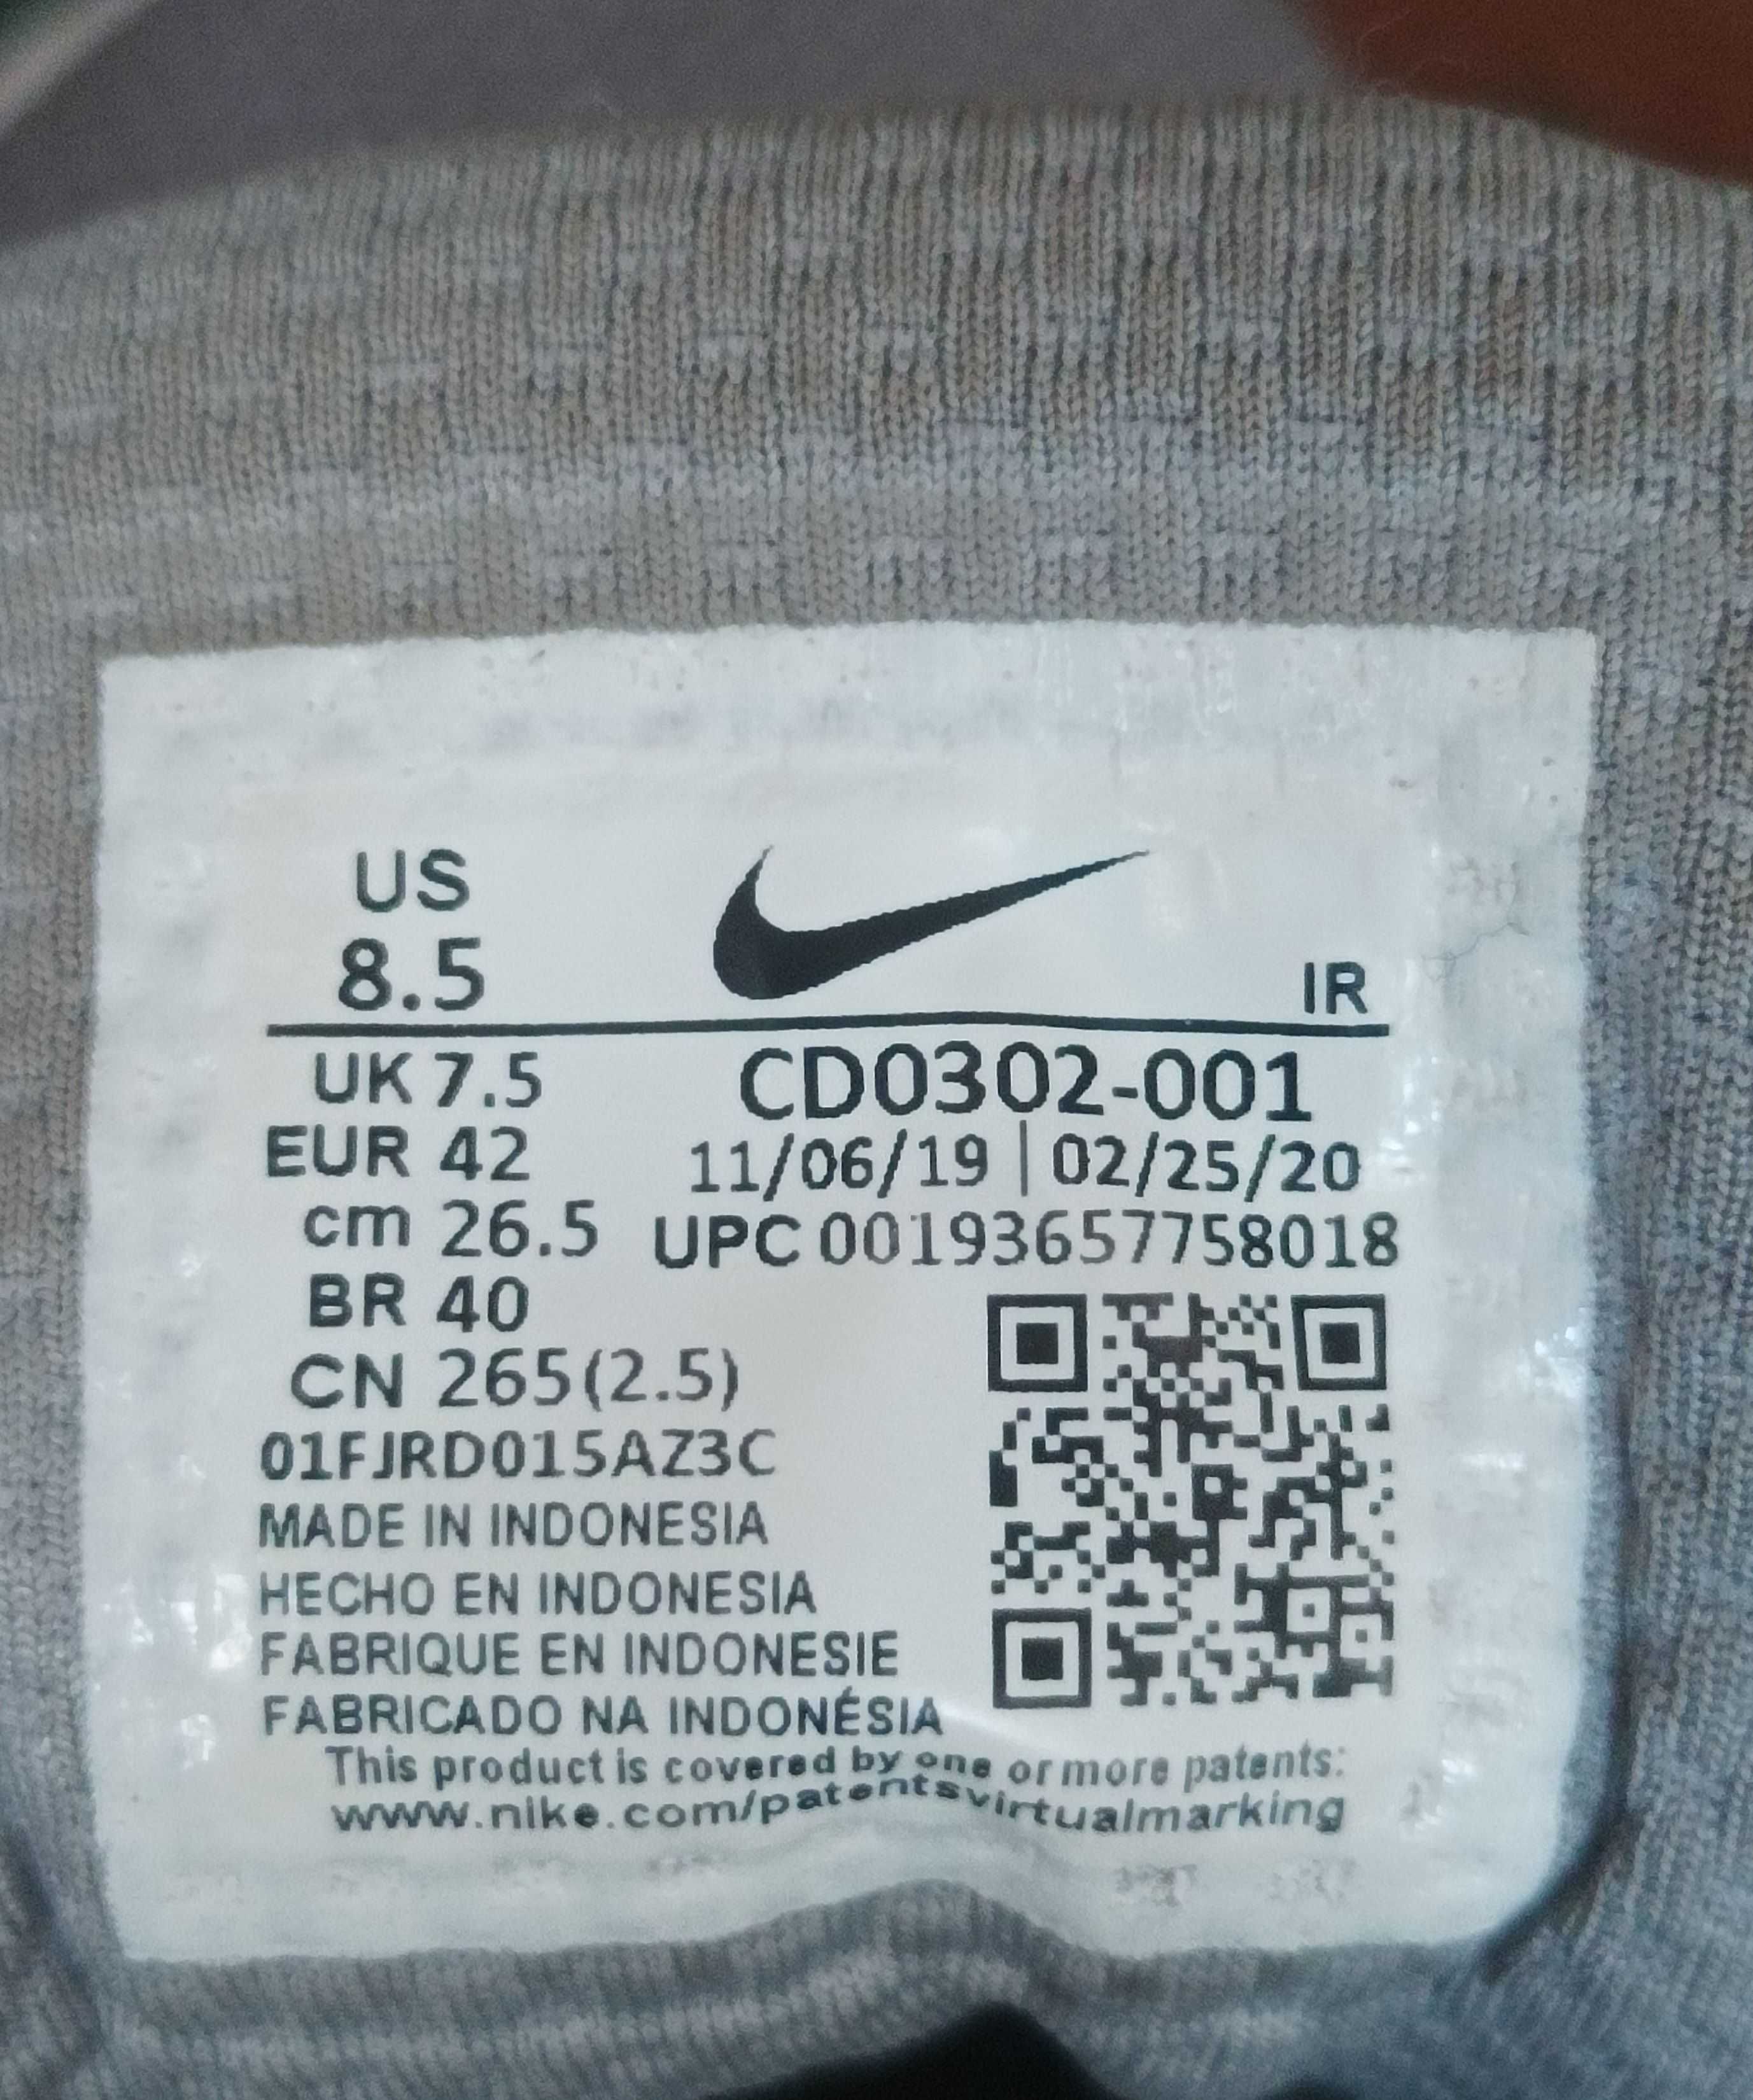 US
8.5
IR
UK 7.5
CD0302-001
EUR 42
11/06/19 | 02/25/20
cm 26.5
UPC 00193657758018
BR 40
CN 265(2.5)
01FJRD015AZ3C
MADE IN INDONESIA
HECHO EN INDONESIA
FABRIQUE EN INDONESIE
FABRICADO NA INDONÉSIA
This product is covered by one or more patents:
www.nike.com/patentsvirtualmarking